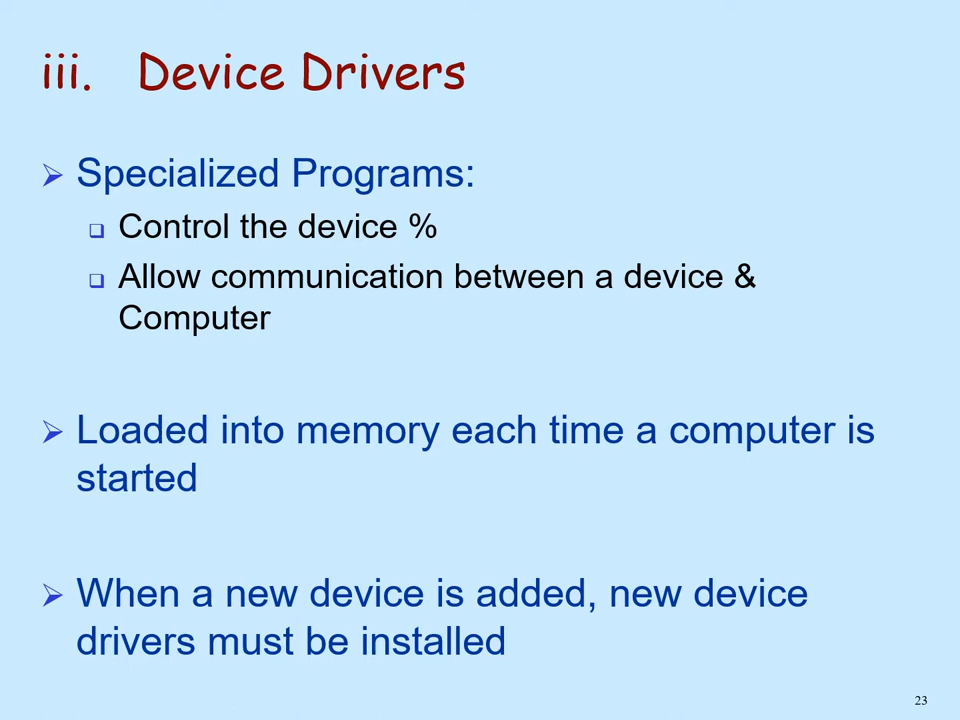 iii. Device Drivers
Specialized Programs:
Control the device %
Allow communication between a device &
Computer
Loaded into memory each time a computer is
started
When a new device is added, new device
drivers must be installed
23